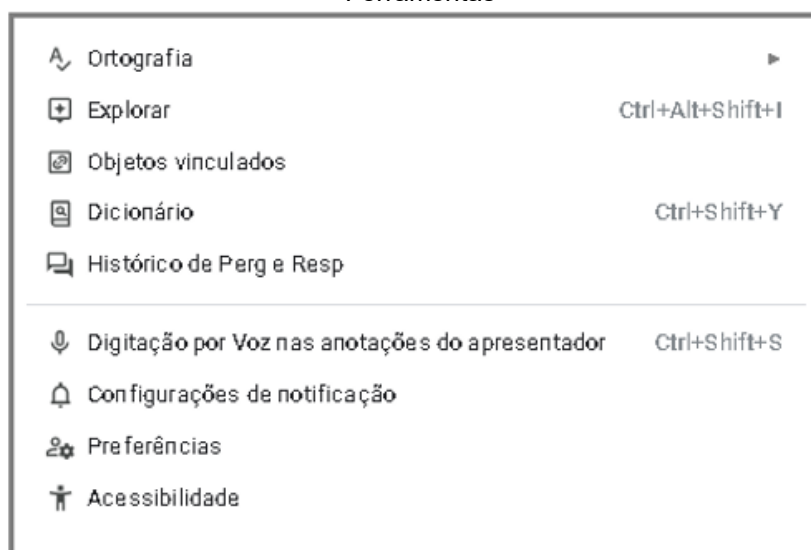 Ferramentas
Ortografia
Explorar Ctrl+Alt+Shift+I
Objetos vinculados
Dicionário Ctrl+Shift+Y
Histórico de Perg e Resp
Digitação por Voz nas anotações do apresentador Ctrl+Shift+S
Configurações de notificação
Preferências
Acessibilidade